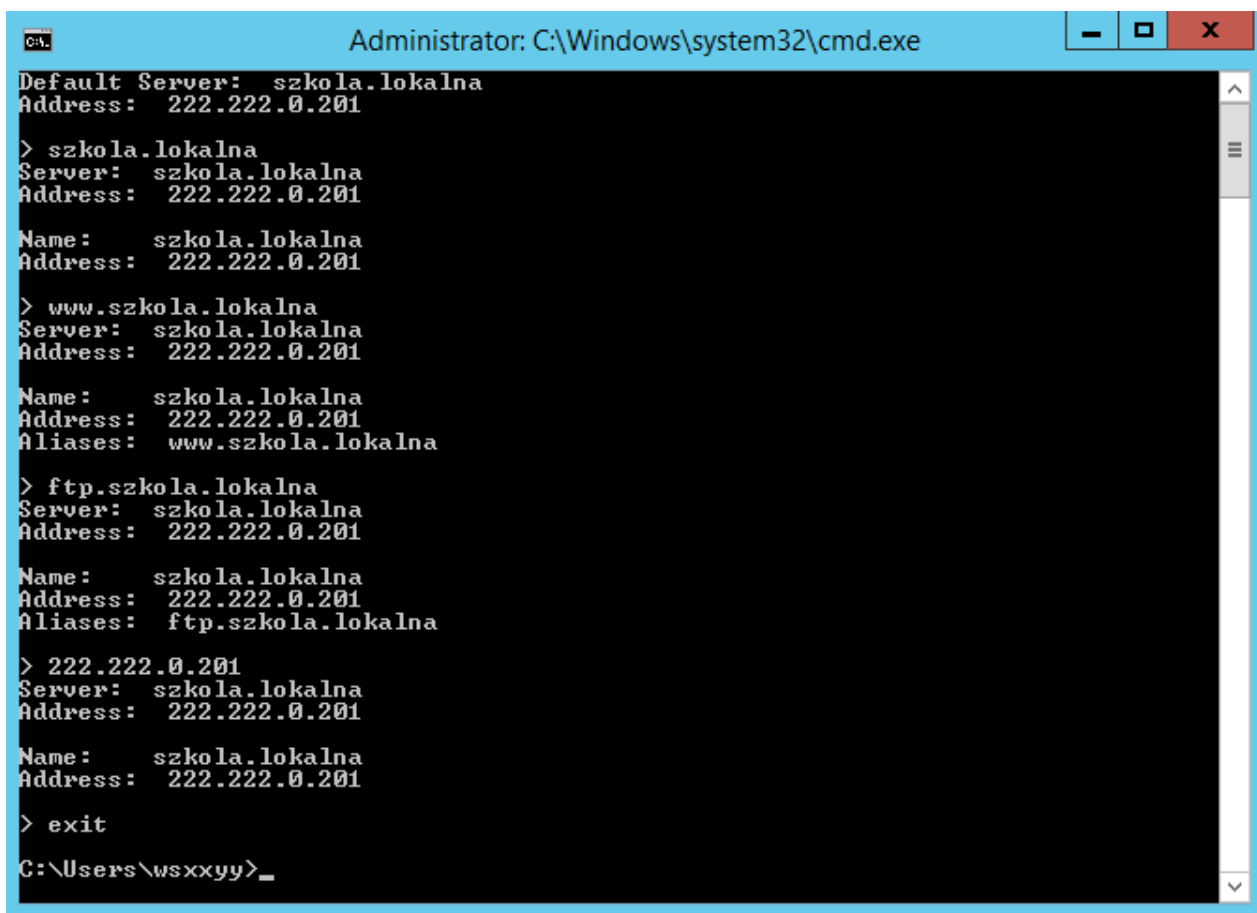 Administrator: C:\Windows\system32\cmd.exe
Default Server:  szkola.lokalna
Address:  222.222.0.201
> szkola.lokalna
Server:  szkola.lokalna
Address:  222.222.0.201
Name:    szkola.lokalna
Address:  222.222.0.201
> www.szkola.lokalna
Server:  szkola.lokalna
Address:  222.222.0.201
Name:    szkola.lokalna
Address:  222.222.0.201
Aliases:  www.szkola.lokalna
> ftp.szkola.lokalna
Server:  szkola.lokalna
Address:  222.222.0.201
Name:    szkola.lokalna
Address:  222.222.0.201
Aliases:  ftp.szkola.lokalna
> 222.222.0.201
Server:  szkola.lokalna
Address:  222.222.0.201
Name:    szkola.lokalna
Address:  222.222.0.201
> exit
C:\Users\wsxxyy>_